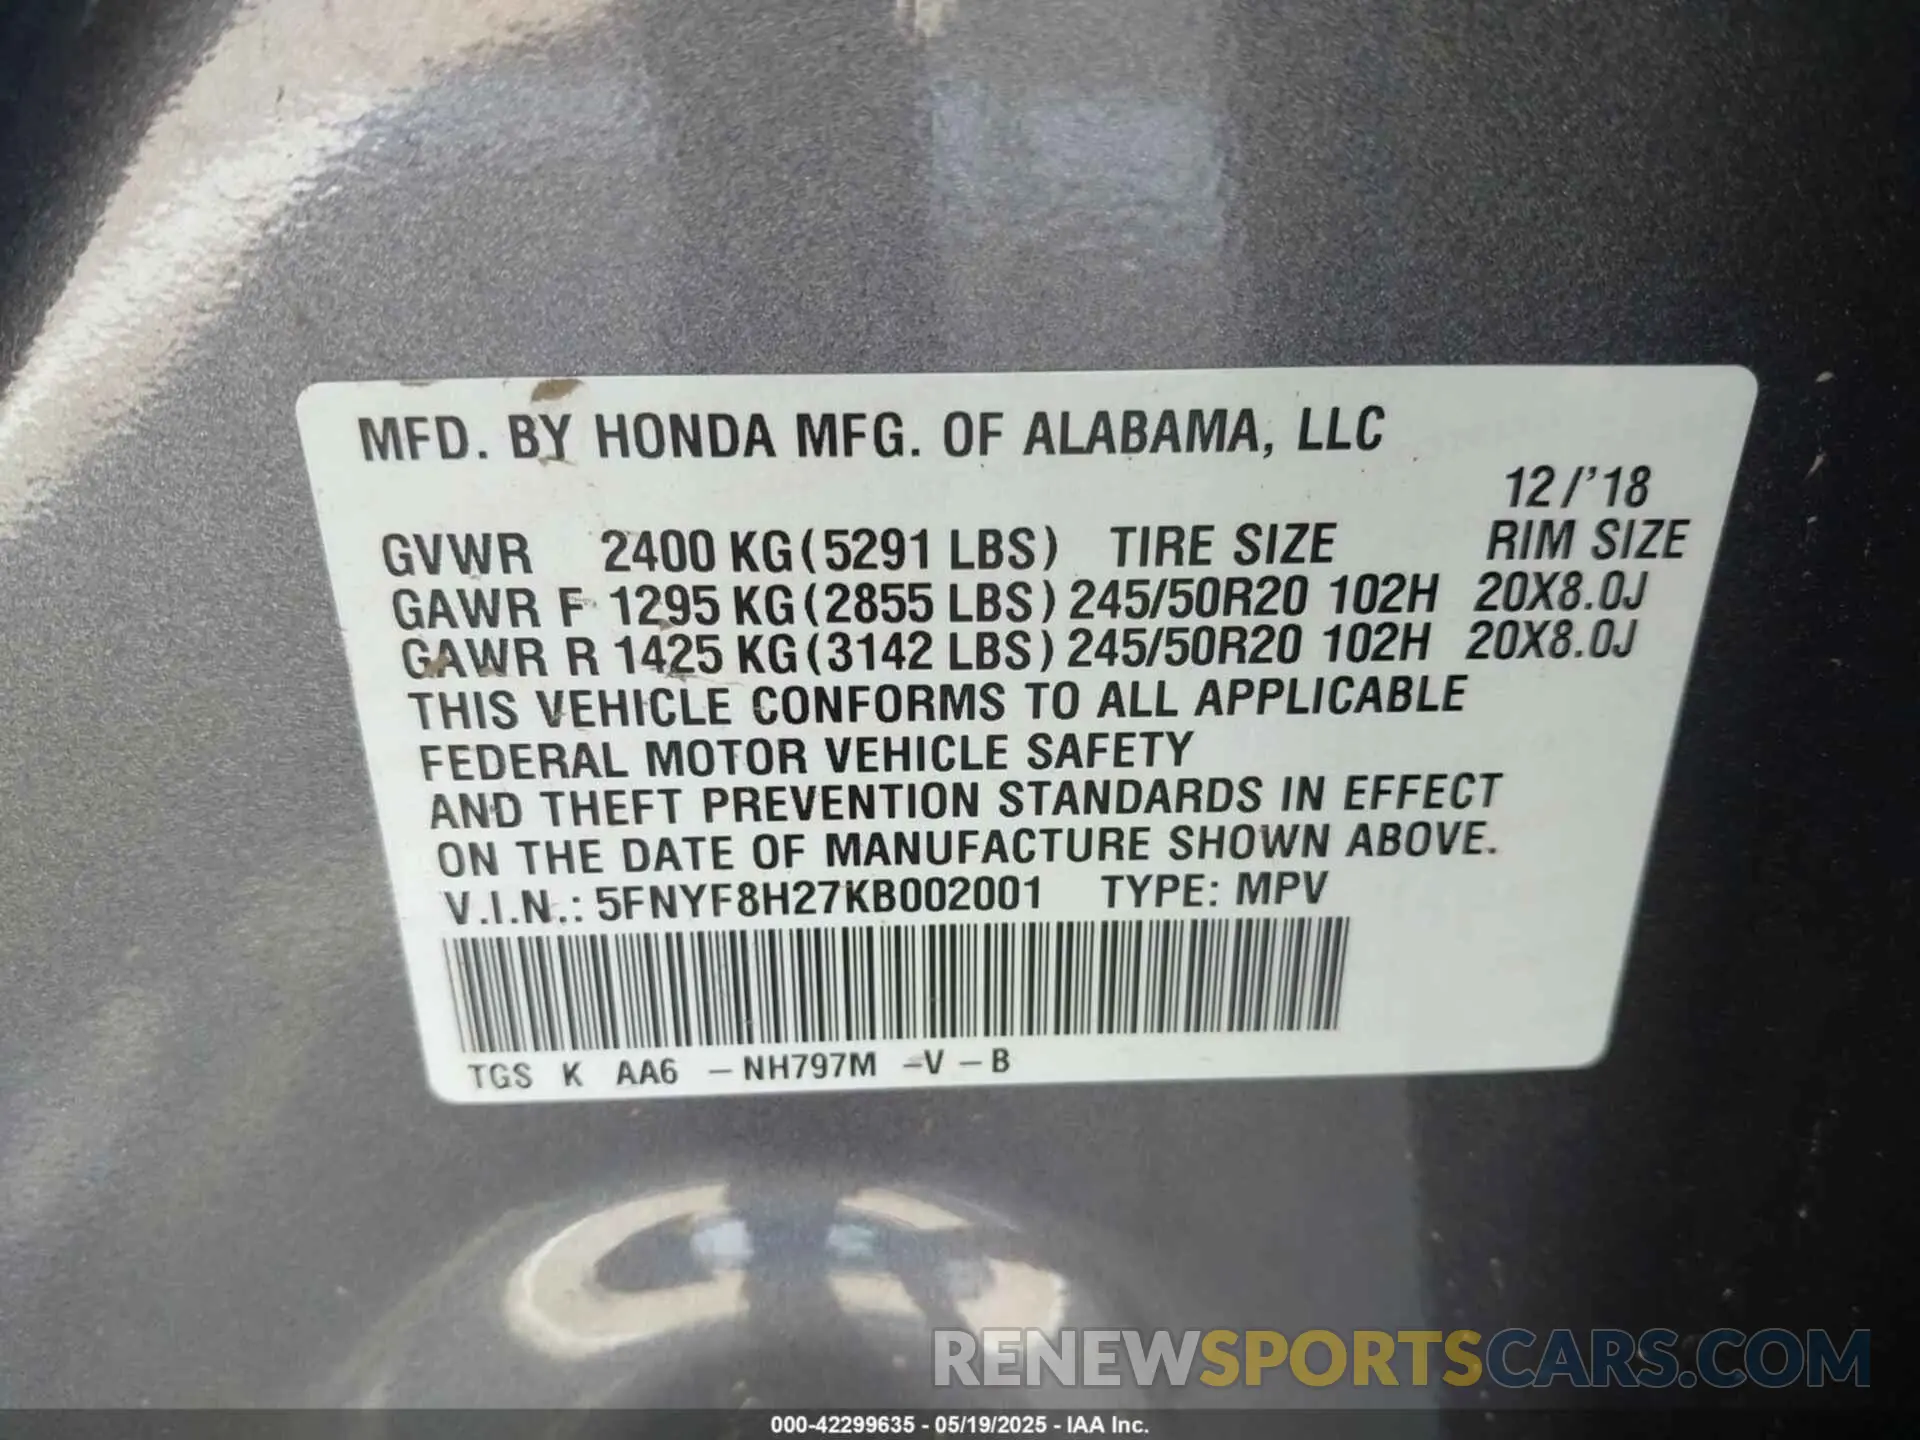 MFD. BY HONDA MFG. OF ALABAMA, LLC
12/'18
GVWR 2400 KG(5291 LBS) TIRE SIZE RIM SIZE
GAWR F 1295 KG(2855 LBS) 245/50R20 102H 20X8.0J
GAWR R 1425 KG(3142 LBS) 245/50R20 102H 20X8.0J
THIS VEHICLE CONFORMS TO ALL APPLICABLE
FEDERAL MOTOR VEHICLE SAFETY
AND THEFT PREVENTION STANDARDS IN EFFECT
ON THE DATE OF MANUFACTURE SHOWN ABOVE.
V.I.N.: 5FNYF8H27KB002001 TYPE: MPV
TGS K AA6 – NH797M –V – B
RENEWSPORTSCARS.COM
000-42299635 - 05/19/2025 - IAA Inc.